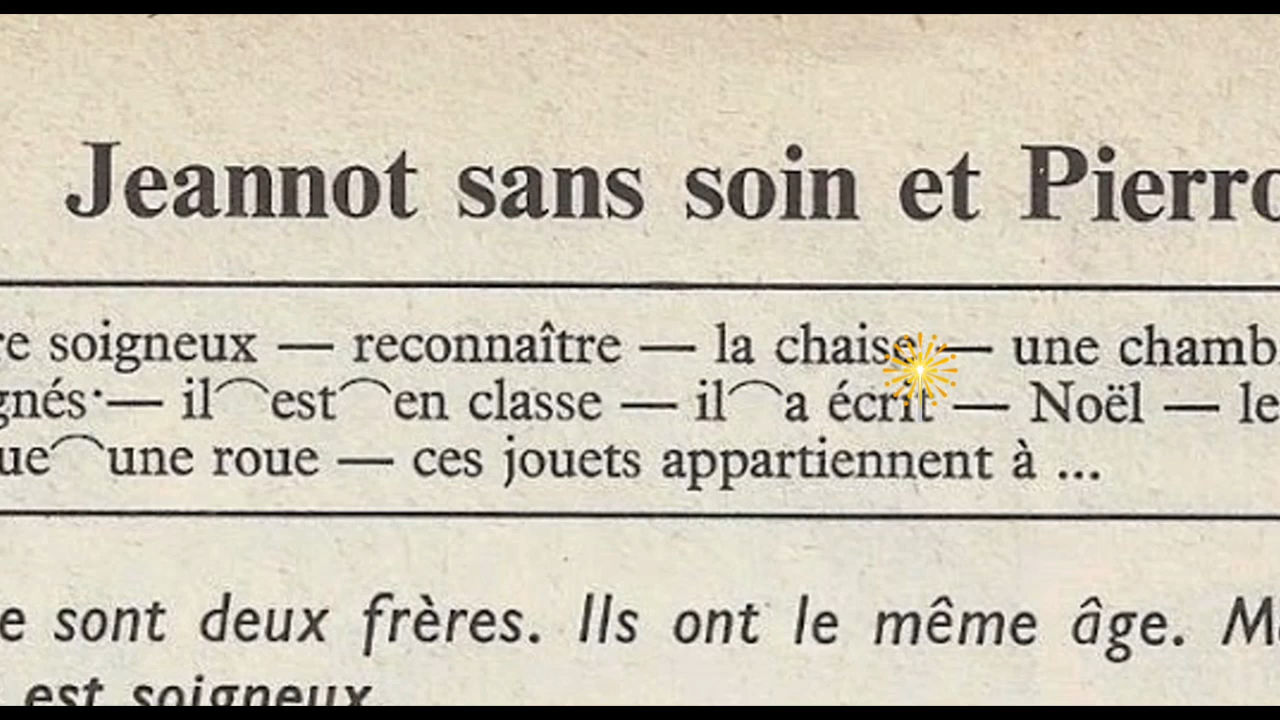 Jeannot sans soin et Pierro
re soigneux — reconnaître — la chaise — une chamb
gnés — il est en classe — il a écrit — Noël — le
ue une roue — ces jouets appartiennent à ...
e sont deux frères. Ils ont le même âge. M
est soigneux